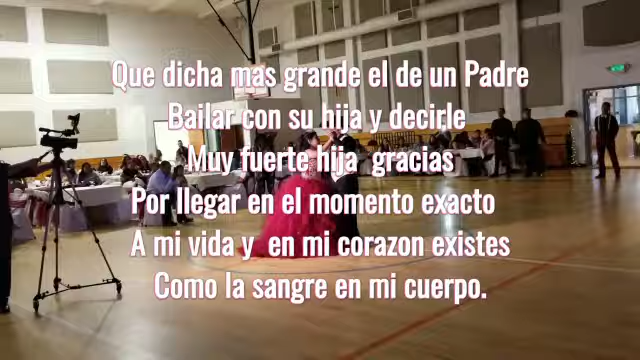 Que dicha mas grande el de un Padre
Bailar con su hija y decirle
Muy fuerte hija gracias
Por llegar en el momento exacto
A mi vida y en mi corazon existes
Como la sangre en mi cuerpo.